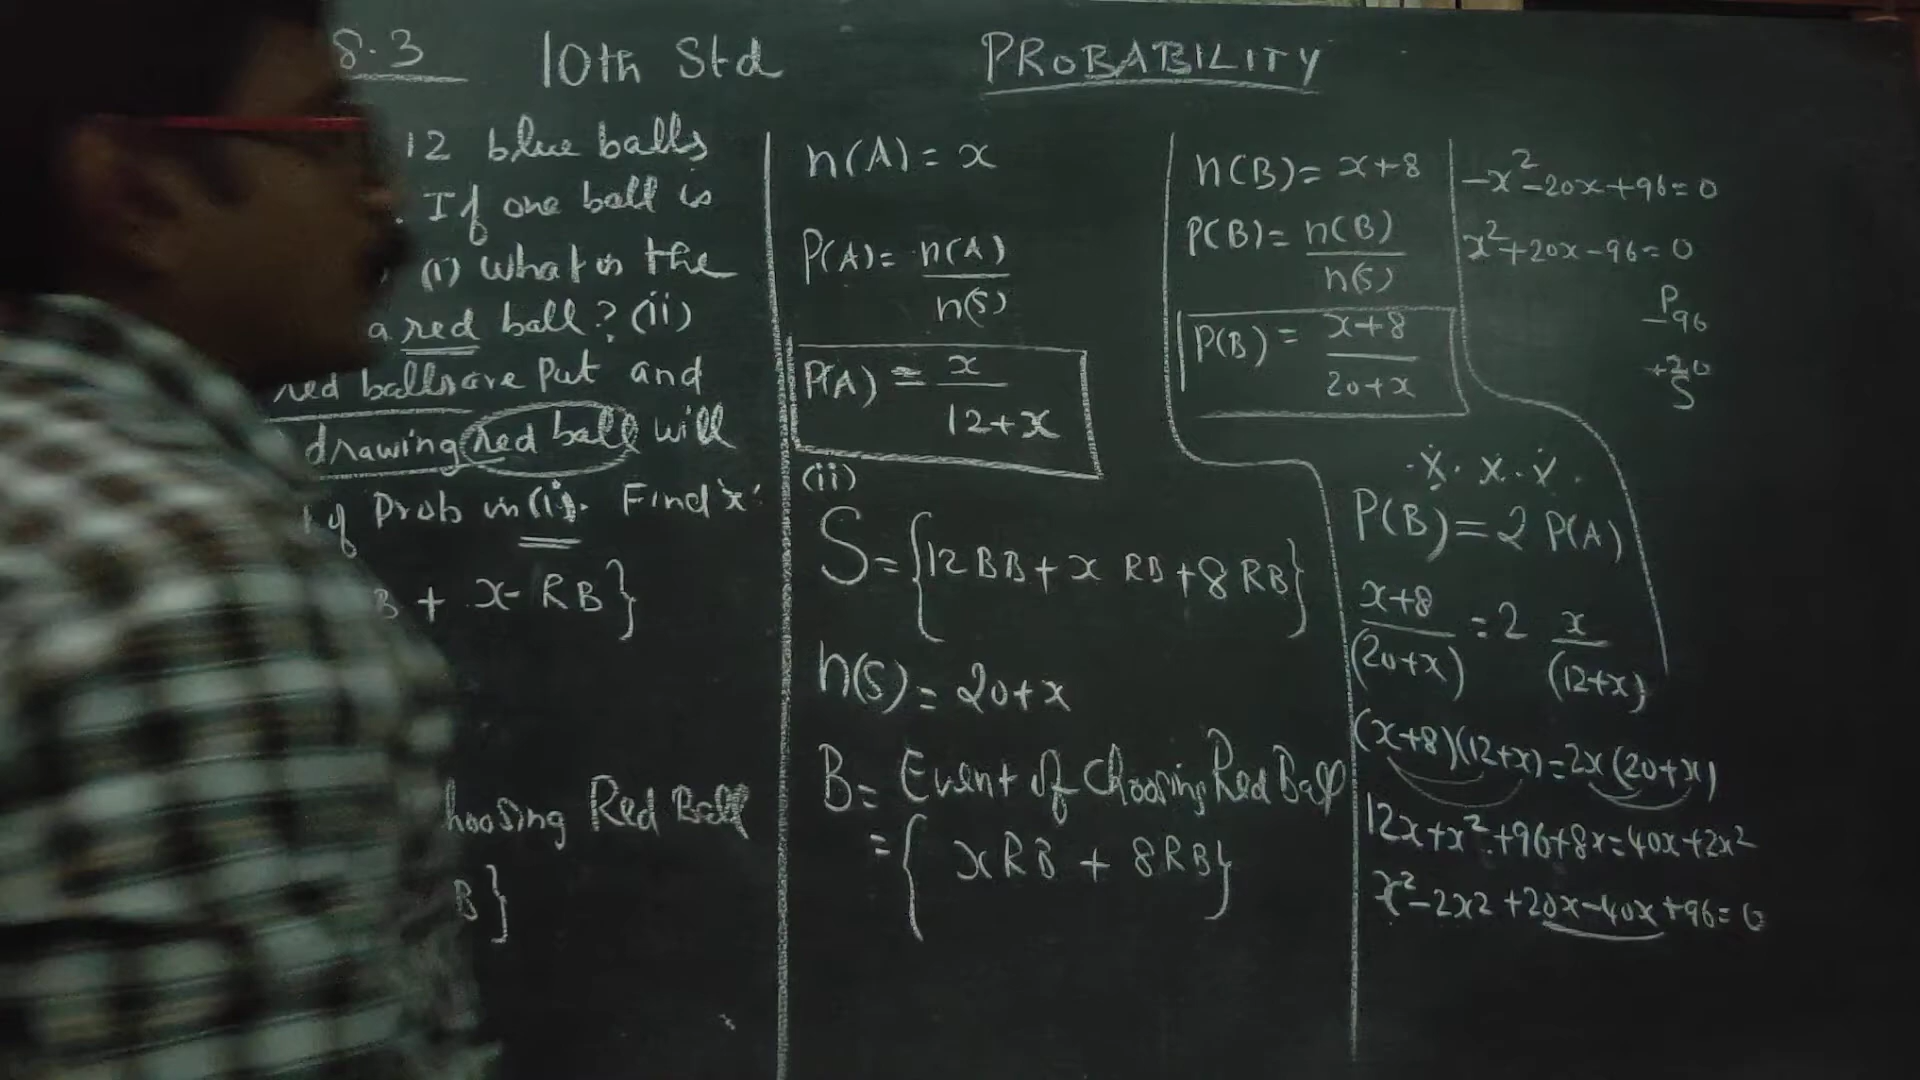 8.3 10th Std PROBABILITY
12 blue balls
. If one ball is
(i) what is the
a red ball? (ii)
red balls are put and
drawing red ball will
of Prob in (i). Find 'x'
B + x RB}
hoosing Red Ball
B}
n(A) = x
P(A) = n(A)/n(S)
P(A) = x/12+x
(ii)
S = {12 BB + x RB + 8 RB}
n(S) = 20+x
B = Event of Choosing Red Ball
= { xRB + 8RB}
n(B) = x+8
P(B) = n(B)/n(S)
P(B) = x+8/20+x
P(B) = 2 P(A)
x+8/(20+x) = 2 x/(12+x)
(x+8)(12+x) = 2x(20+x)
12x+x²+96+8x=40x+2x²
x²-2x2+20x-40x+96=0
-x²-20x+96=0
x²+20x-96=0
P
-96
+20
S